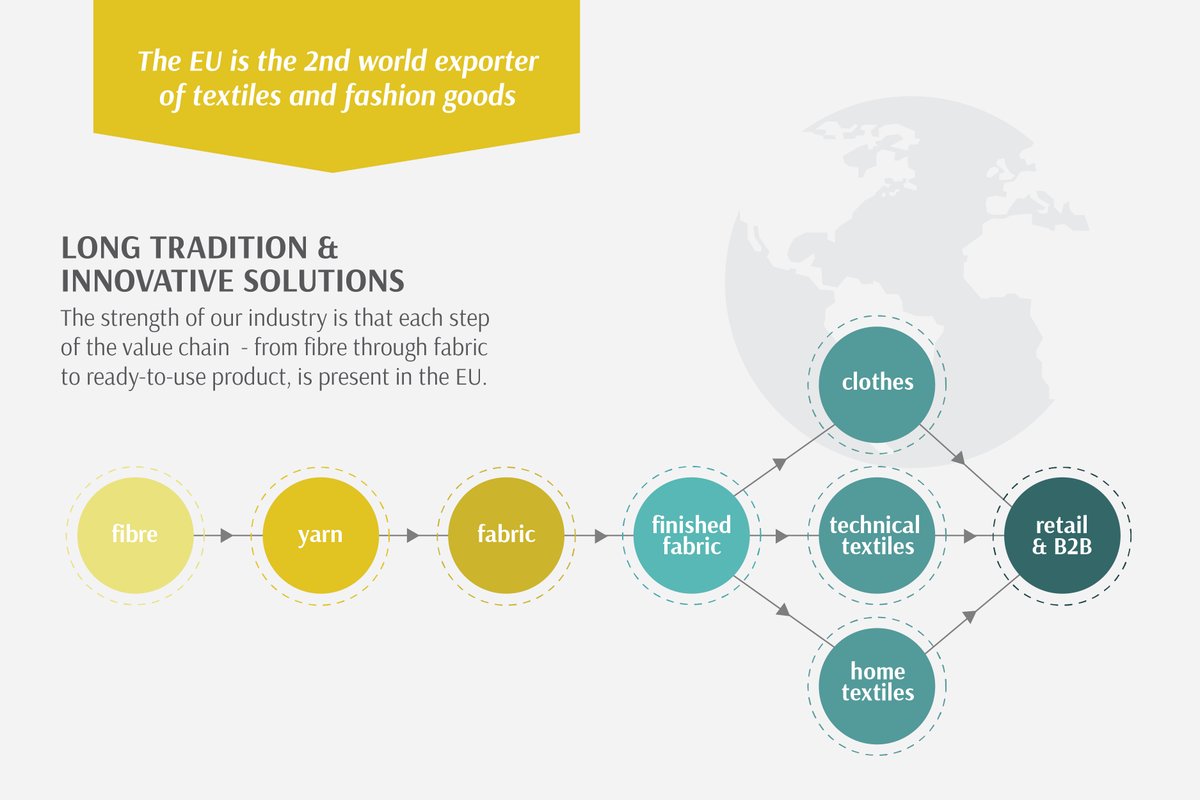 The EU is the 2nd world exporter
of textiles and fashion goods
LONG TRADITION &
INNOVATIVE SOLUTIONS
The strength of our industry is that each step
of the value chain - from fibre through fabric
to ready-to-use product, is present in the EU.
clothes
fibre
yarn
fabric
finished
fabric
technical
textiles
retail
& B2B
home
textiles